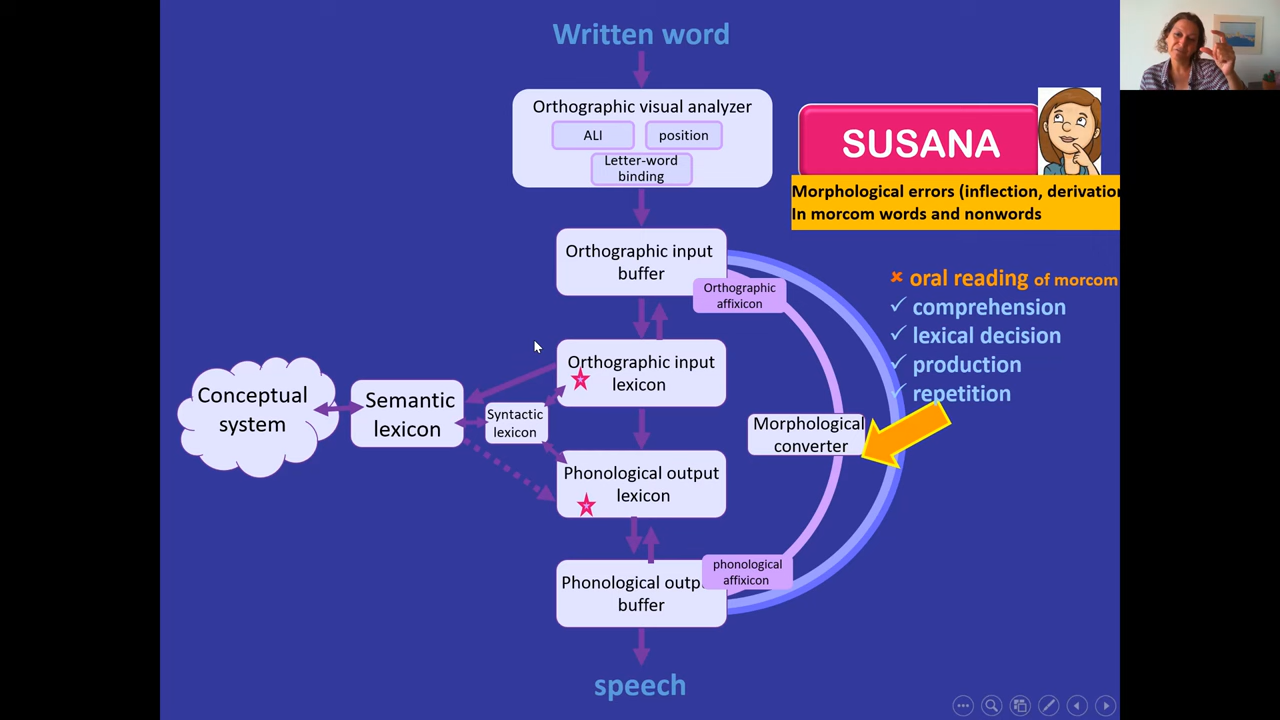 Written word
Orthographic visual analyzer
ALI
position
Letter-word
binding
SUSANA
Morphological errors (inflection, derivation
In morcom words and nonwords
Orthographic input
buffer
Orthographic
affixicon
✗ oral reading of morcom
✓ comprehension
✓ lexical decision
✓ production
✓ repetition
Orthographic input
lexicon
Conceptual
system
Semantic
lexicon
Syntactic
lexicon
Morphological
converter
Phonological output
lexicon
phonological
affixicon
Phonological outp
buffer
speech